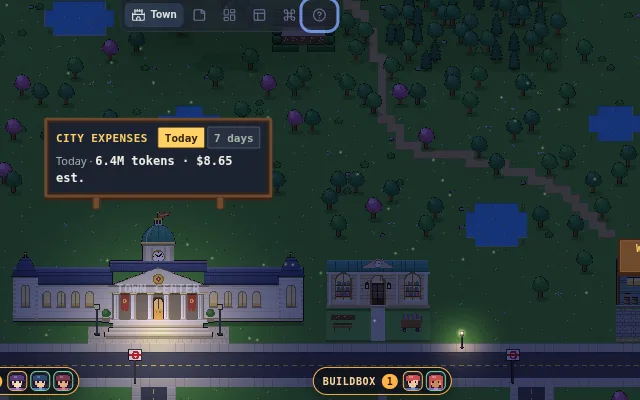 Town
?
CITY EXPENSES Today 7 days
Today · 6.4M tokens · $8.65
est.
TOWN CENTER
BUILDBOX 1